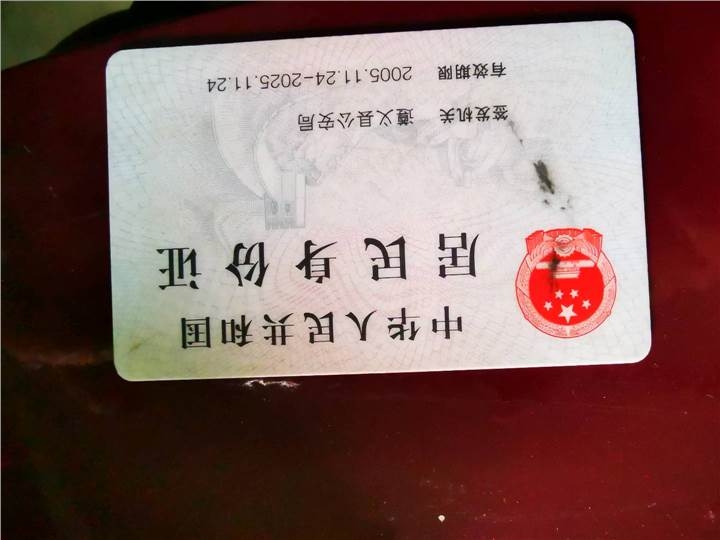 中华人民共和国
居民身份证
签发机关 遵义县公安局
有效期限 2005.11.24-2025.11.24